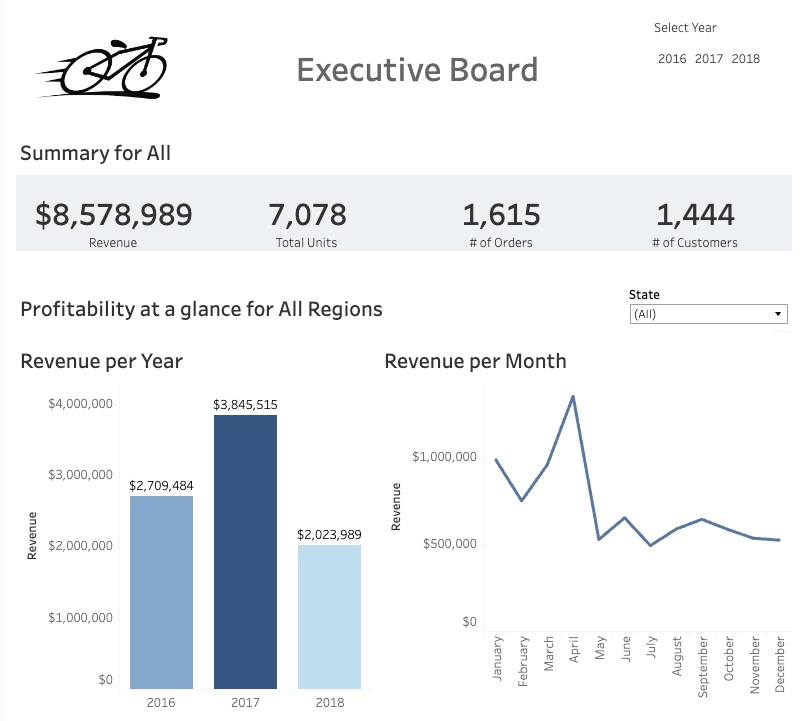 Select Year
2016 2017 2018
Executive Board
Summary for All
$8,578,989 7,078 1,615 1,444
Revenue Total Units # of Orders # of Customers
Profitability at a glance for All Regions
State
(All)
Revenue per Year
$4,000,000
$3,000,000
$2,000,000
$1,000,000
$0
Revenue
$2,709,484
$3,845,515
$2,023,989
2016 2017 2018
Revenue per Month
$1,000,000
$500,000
$0
Revenue
January
February
March
April
May
June
July
August
September
October
November
December